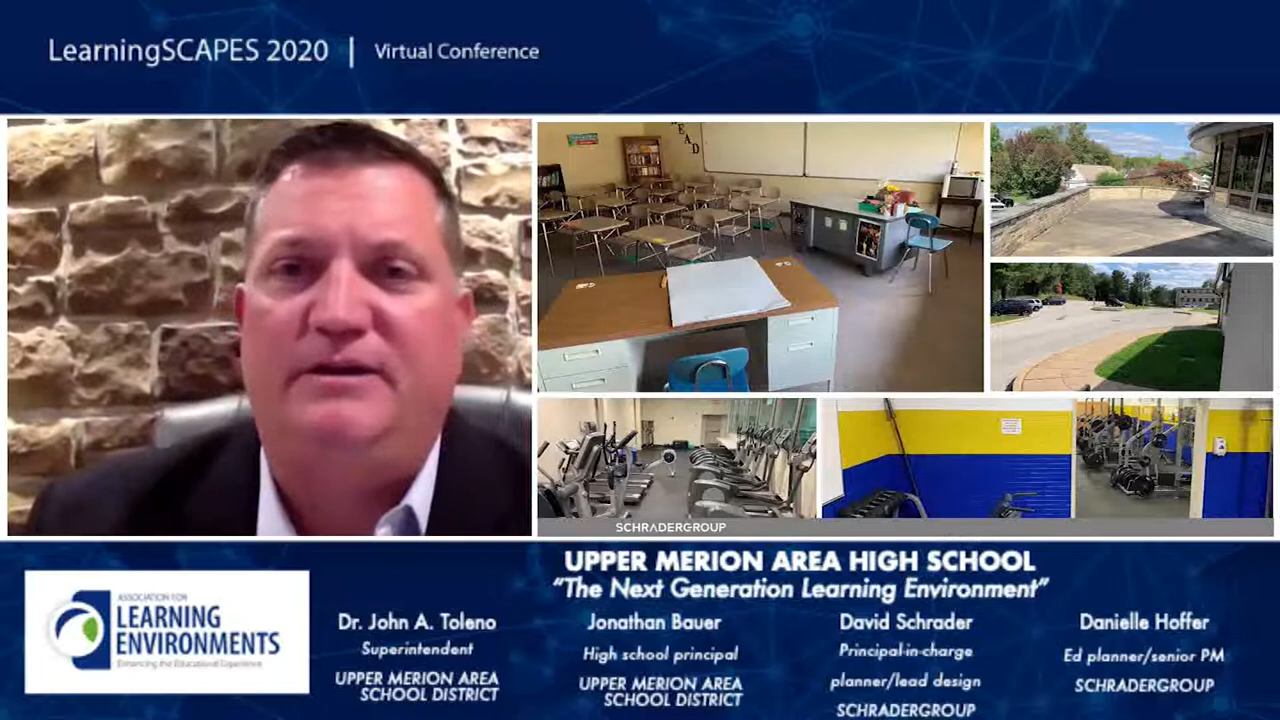 LearningSCAPES 2020 | Virtual Conference
READ
SCHRADERGROUP
UPPER MERION AREA HIGH SCHOOL
“The Next Generation Learning Environment”
ASSOCIATION FOR
LEARNING
ENVIRONMENTS
Enhancing the Educational Experience
Dr. John A. Toleno
Superintendent
UPPER MERION AREA
SCHOOL DISTRICT
Jonathan Bauer
High school principal
UPPER MERION AREA
SCHOOL DISTRICT
David Schrader
Principal-in-charge
planner/lead design
SCHRADERGROUP
Danielle Hoffer
Ed planner/senior PM
SCHRADERGROUP